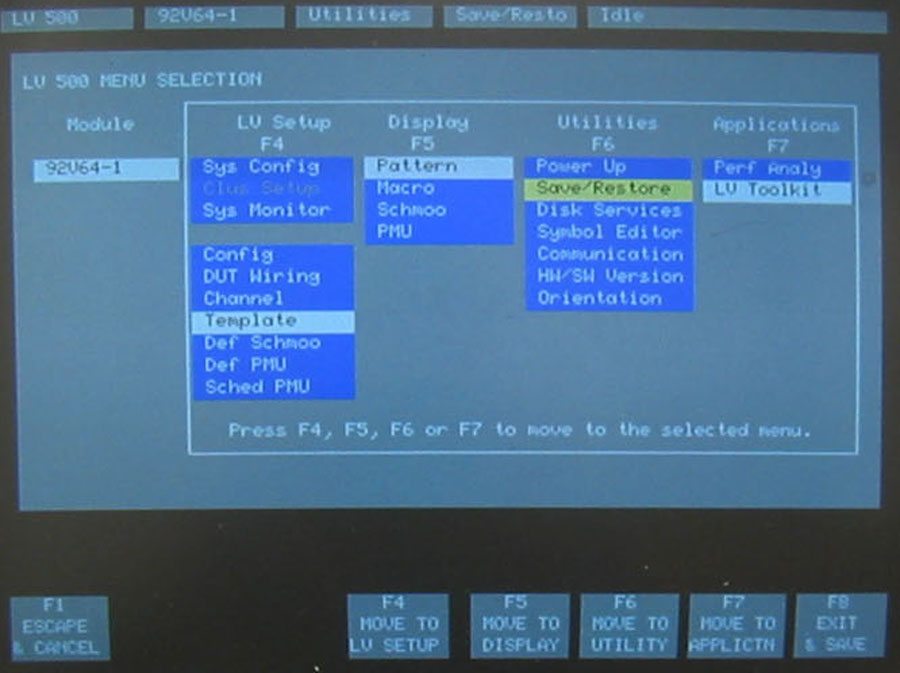 LV 500 92V64-1 Utilities Save/Resto Idle
LV 500 MENU SELECTION
Module LV Setup Display Utilities Applications
F4 F5 F6 F7
92V64-1 Sys Config Pattern Power Up Perf Analy
Clus Setup Macro Save/Restore LV Toolkit
Sys Monitor Schmoo Disk Services
PMU Symbol Editor
Config Communication
DUT Wiring HW/SW Version
Channel Orientation
Template
Def Schmoo
Def PMU
Sched PMU
Press F4, F5, F6 or F7 to move to the selected menu.
F1 F4 F5 F6 F7 F8
ESCAPE MOVE TO MOVE TO MOVE TO MOVE TO EXIT
& CANCEL LV SETUP DISPLAY UTILITY APPLICTN & SAVE